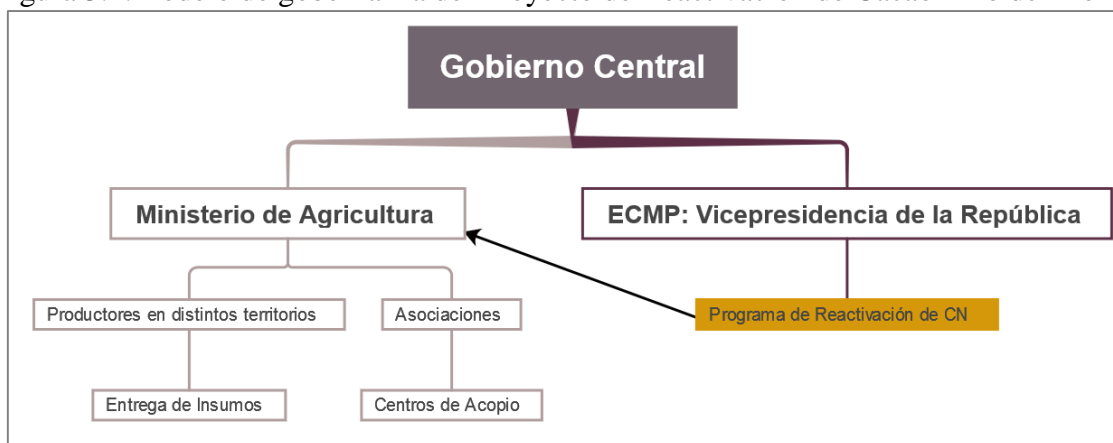 Gobierno Central
Ministerio de Agricultura
ECMP: Vicepresidencia de la República
Productores en distintos territorios
Asociaciones
Programa de Reactivación de CN
Entrega de Insumos
Centros de Acopio